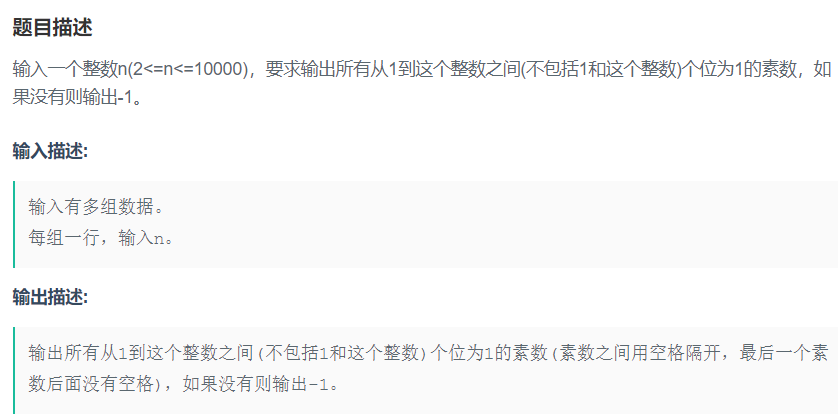 题目描述
输入一个整数n(2<=n<=10000)，要求输出所有从1到这个整数之间(不包括1和这个整数)个位为1的素数，如
果没有则输出-1。
输入描述:
输入有多组数据。
每组一行，输入n。
输出描述:
输出所有从1到这个整数之间(不包括1和这个整数)个位为1的素数(素数之间用空格隔开，最后一个素
数后面没有空格)，如果没有则输出-1。